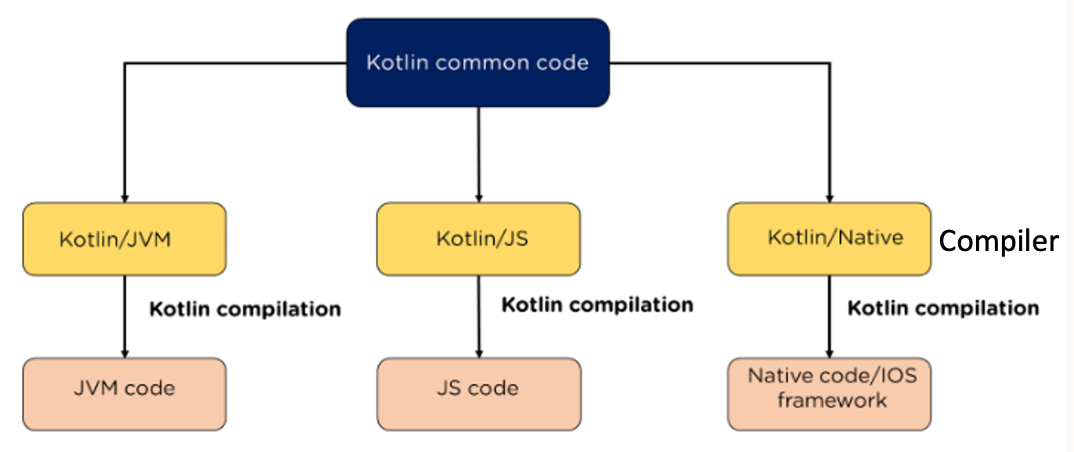 Kotlin common code
Kotlin/JVM
Kotlin/JS
Kotlin/Native
Compiler
Kotlin compilation
Kotlin compilation
Kotlin compilation
JVM code
JS code
Native code/IOS
framework